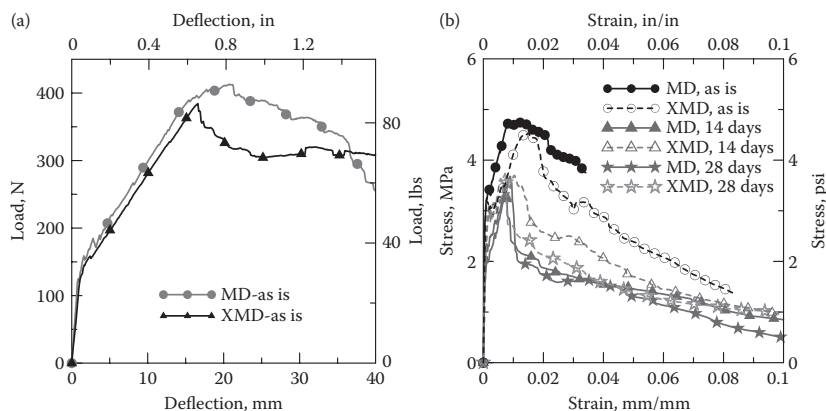 (a)
Deflection, in
0 0.4 0.8 1.2
400
300
200
100
0
Load, N
80
40
0
Load, lbs
MD-as is
XMD-as is
0 10 20 30 40
Deflection, mm
(b)
Strain, in/in
0 0.02 0.04 0.06 0.08 0.1
6
4
2
0
Stress, MPa
6
4
2
0
Stress, psi
MD, as is
XMD, as is
MD, 14 days
XMD, 14 days
MD, 28 days
XMD, 28 days
0 0.02 0.04 0.06 0.08 0.1
Strain, mm/mm